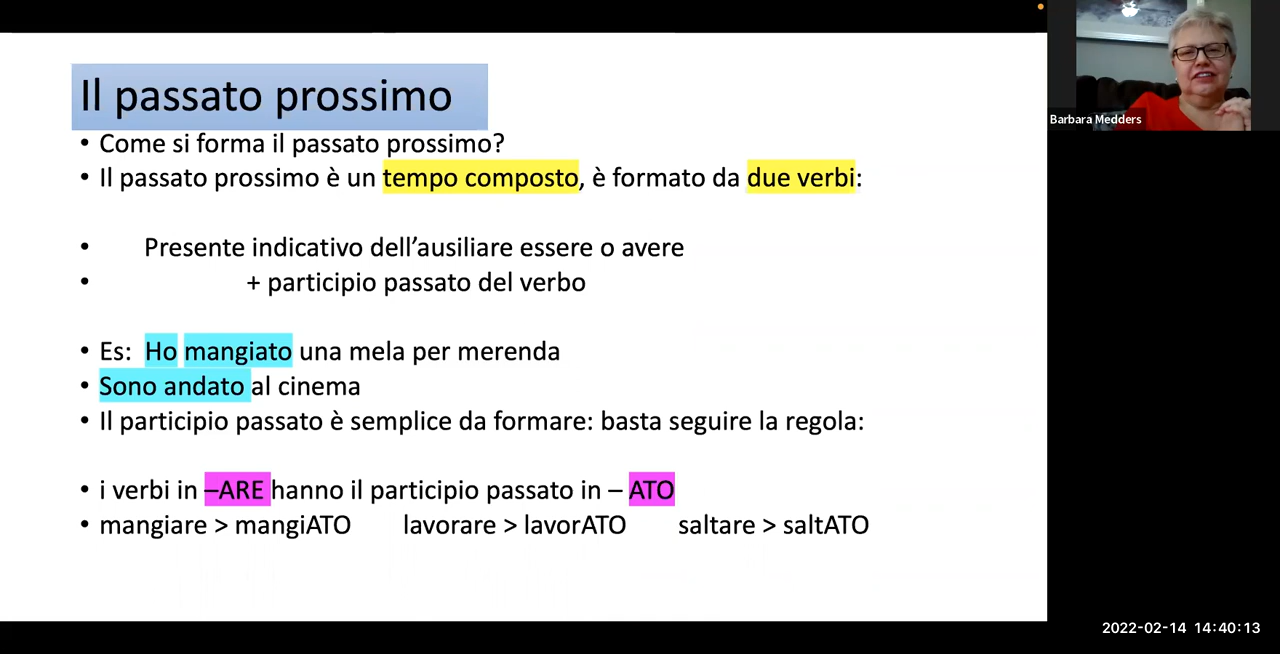 Il passato prossimo
• Come si forma il passato prossimo?
• Il passato prossimo è un tempo composto, è formato da due verbi:
• Presente indicativo dell’ausiliare essere o avere
• + participio passato del verbo
• Es: Ho mangiato una mela per merenda
• Sono andato al cinema
• Il participio passato è semplice da formare: basta seguire la regola:
• i verbi in –ARE hanno il participio passato in – ATO
• mangiare > mangiATO lavorare > lavorATO saltare > saltATO
Barbara Medders
2022-02-14 14:40:13